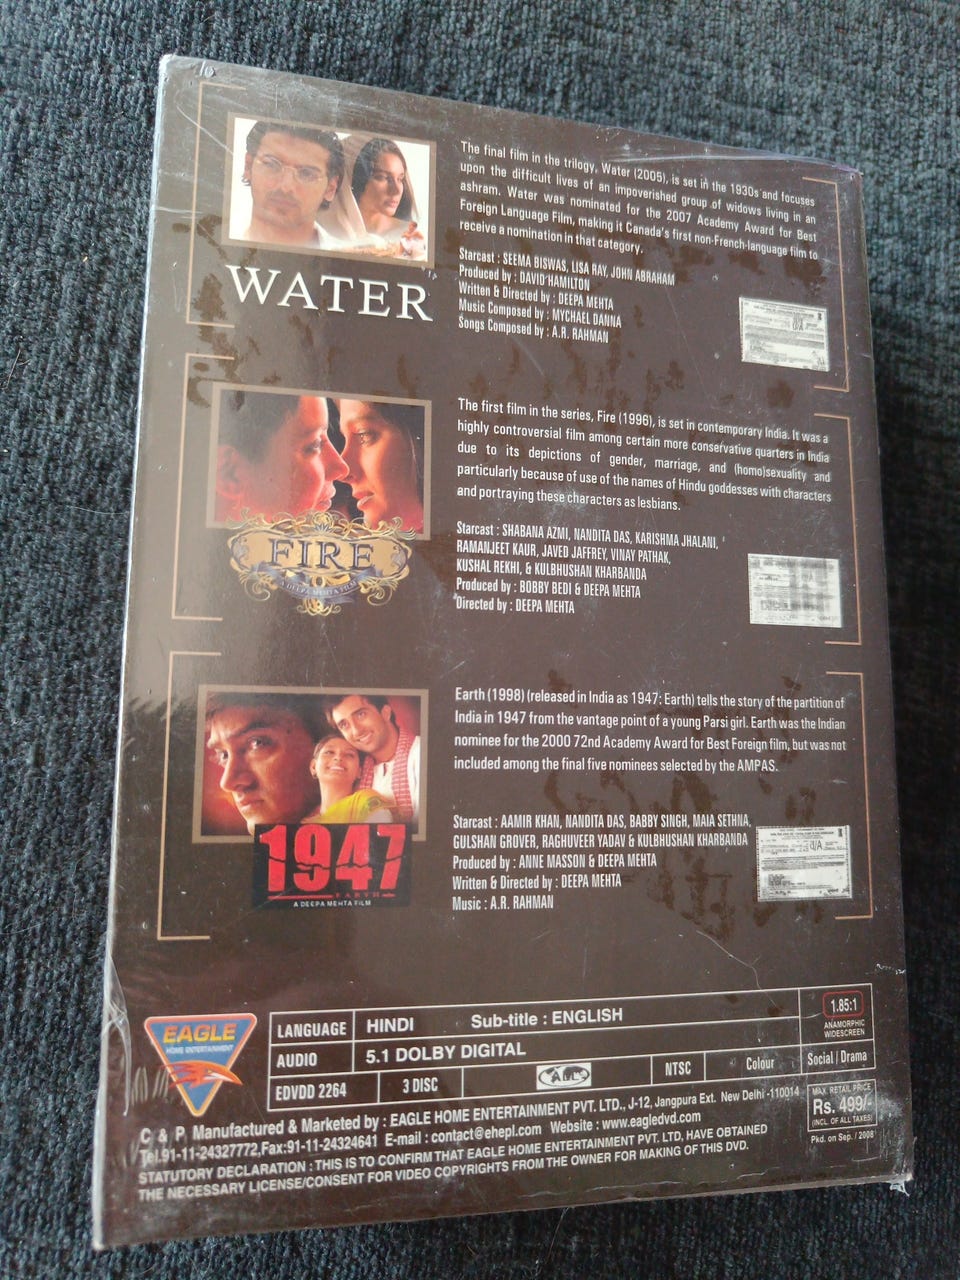 The final film in the trilogy, Water (2005), is set in the 1930s and focuses
upon the difficult lives of an impoverished group of widows living in an
ashram. Water was nominated for the 2007 Academy Award for Best
Foreign Language Film, making it Canada's first non-French-language film to
receive a nomination in that category.
WATER
Starcast : SEEMA BISWAS, LISA RAY, JOHN ABRAHAM
Produced by : DAVID HAMILTON
Written & Directed by : DEEPA MEHTA
Music Composed by : MYCHAEL DANNA
Songs Composed by : A.R. RAHMAN
The first film in the series, Fire (1996), is set in contemporary India. It was a
highly controversial film among certain more conservative quarters in India
due to its depictions of gender, marriage, and (homo)sexuality and
particularly because of use of the names of Hindu goddesses with characters
and portraying these characters as lesbians.
FIRE
A DEEPA MEHTA FILM
Starcast : SHABANA AZMI, NANDITA DAS, KARISHMA JHALANI,
RAMANJEET KAUR, JAVED JAFFREY, VINAY PATHAK,
KUSHAL REKHI, & KULBHUSHAN KHARBANDA
Produced by : BOBBY BEDI & DEEPA MEHTA
Directed by : DEEPA MEHTA
Earth (1998) (released in India as 1947: Earth) tells the story of the partition of
India in 1947 from the vantage point of a young Parsi girl. Earth was the Indian
nominee for the 2000 72nd Academy Award for Best Foreign film, but was not
included among the final five nominees selected by the AMPAS.
1947
EARTH
A DEEPA MEHTA FILM
Starcast : AAMIR KHAN, NANDITA DAS, BABBY SINGH, MAIA SETHNA,
GULSHAN GROVER, RAGHUVEER YADAV & KULBHUSHAN KHARBANDA
Produced by : ANNE MASSON & DEEPA MEHTA
Written & Directed by : DEEPA MEHTA
Music : A.R. RAHMAN
EAGLE
HOME ENTERTAINMENT
LANGUAGE HINDI Sub-title : ENGLISH
1.85:1
ANAMORPHIC
WIDESCREEN
AUDIO 5.1 DOLBY DIGITAL
EDVDD 2264 3 DISC ALL NTSC Colour Social / Drama
MAX. RETAIL PRICE
Rs. 499/-
(INCL. OF ALL TAXES)
Pkd. on Sep. / 2008
C & P Manufactured & Marketed by : EAGLE HOME ENTERTAINMENT PVT. LTD., J-12, Jangpura Ext. New Delhi -110014
Tel.91-11-24327772,Fax:91-11-24324641 E-mail : contact@ehepl.com Website : www.eagledvd.com
STATUTORY DECLARATION : THIS IS TO CONFIRM THAT EAGLE HOME ENTERTAINMENT PVT. LTD, HAVE OBTAINED
THE NECESSARY LICENSE/CONSENT FOR VIDEO COPYRIGHTS FROM THE OWNER FOR MAKING OF THIS DVD.